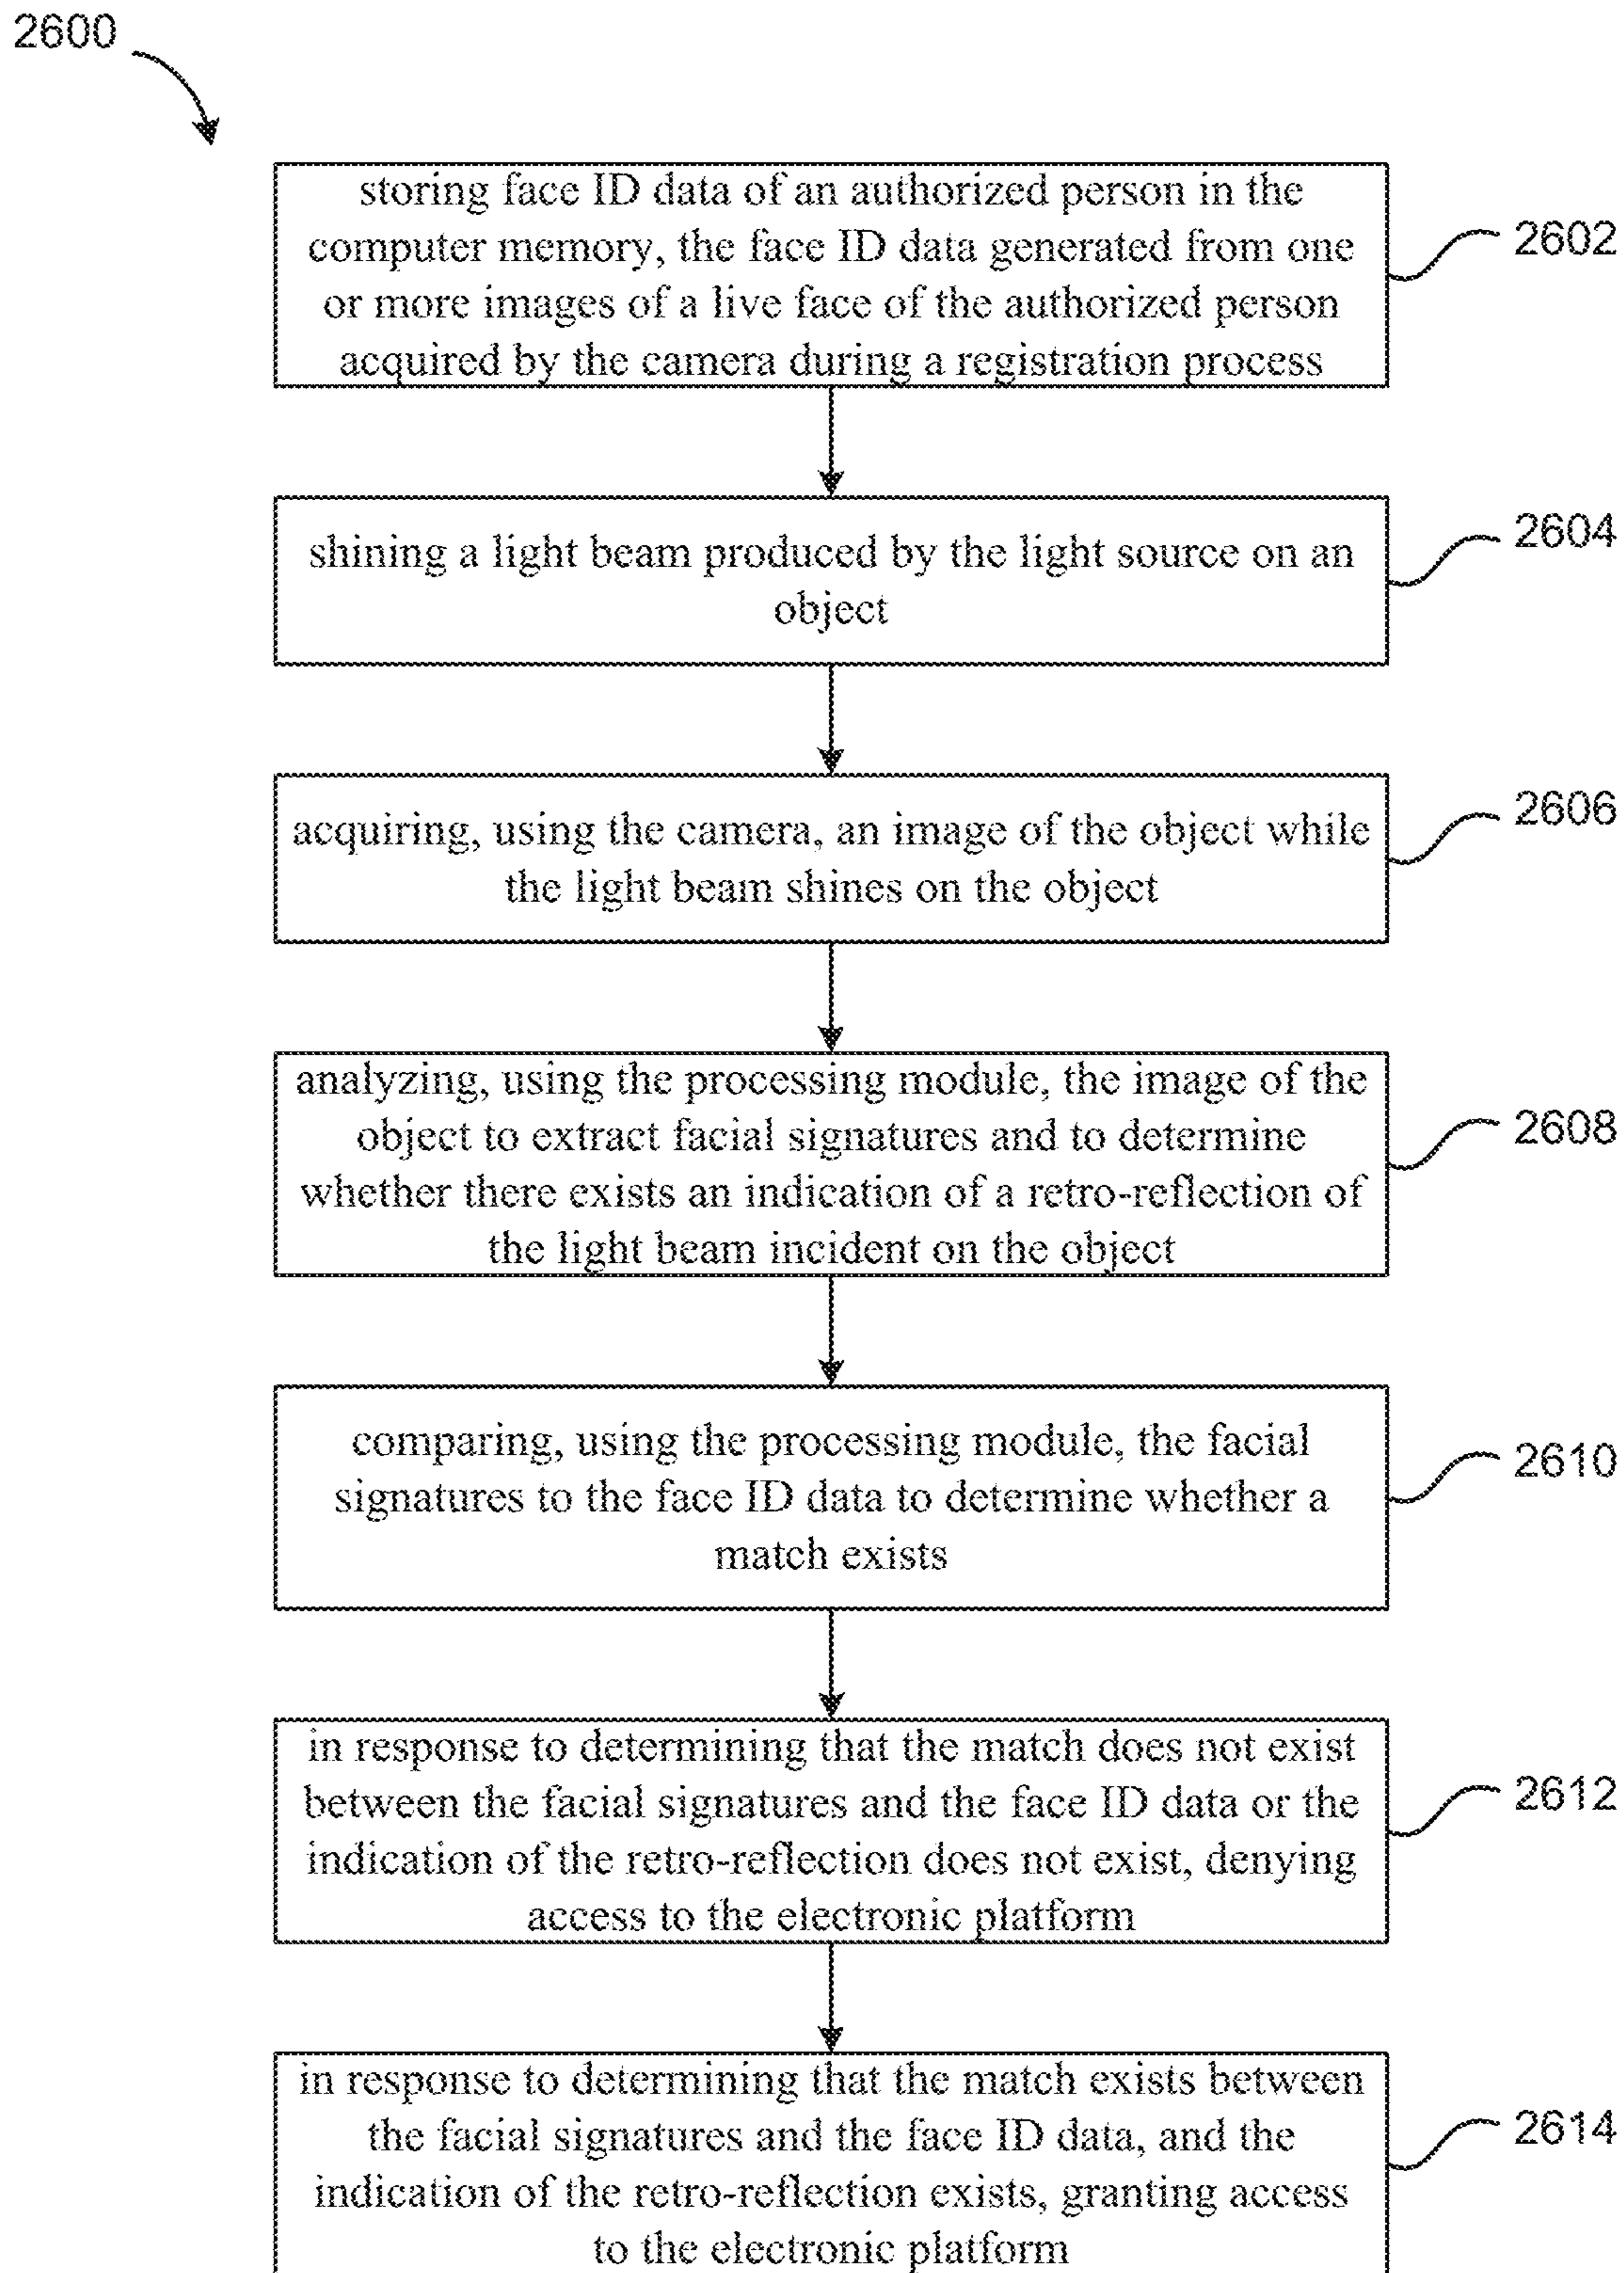 2600
storing face ID data of an authorized person in the
computer memory, the face ID data generated from one
or more images of a live face of the authorized person
acquired by the camera during a registration process
2602
shining a light beam produced by the light source on an
object
2604
acquiring, using the camera, an image of the object while
the light beam shines on the object
2606
analyzing, using the processing module, the image of the
object to extract facial signatures and to determine
whether there exists an indication of a retro-reflection of
the light beam incident on the object
2608
comparing, using the processing module, the facial
signatures to the face ID data to determine whether a
match exists
2610
in response to determining that the match does not exist
between the facial signatures and the face ID data or the
indication of the retro-reflection does not exist, denying
access to the electronic platform
2612
in response to determining that the match exists between
the facial signatures and the face ID data, and the
indication of the retro-reflection exists, granting access
to the electronic platform
2614